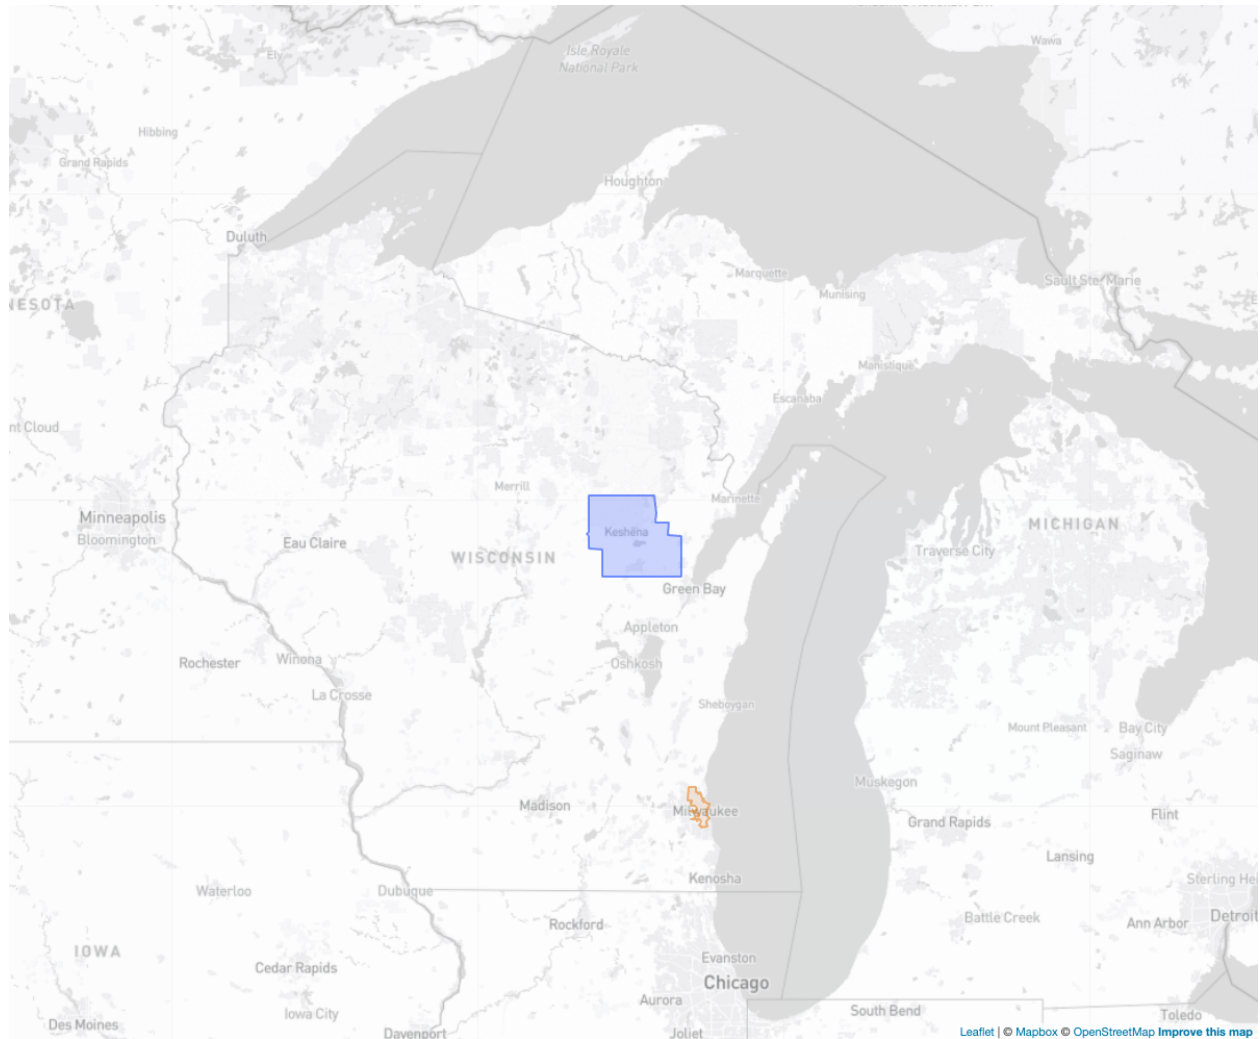 Wawa
Isle Royale
National Park
Ely
Hibbing
Grand Rapids
Houghton
Duluth
Marquette
Sault Ste. Marie
Munising
NESOTA
Manistique
Escanaba
nt Cloud
Merrill
Marinette
Minneapolis
Bloomington
Eau Claire
Keshena
MICHIGAN
WISCONSIN
Traverse City
Green Bay
Appleton
Rochester
Winona
Oshkosh
La Crosse
Sheboygan
Mount Pleasant
Bay City
Saginaw
Muskegon
Madison
Milwaukee
Grand Rapids
Flint
Lansing
Waterloo
Dubuque
Kenosha
Sterling Hei
Rockford
Battle Creek
Ann Arbor
Detroit
IOWA
Cedar Rapids
Evanston
Chicago
Aurora
Iowa City
South Bend
Toledo
Des Moines
Davenport
Joliet
Leaflet | © Mapbox © OpenStreetMap Improve this map